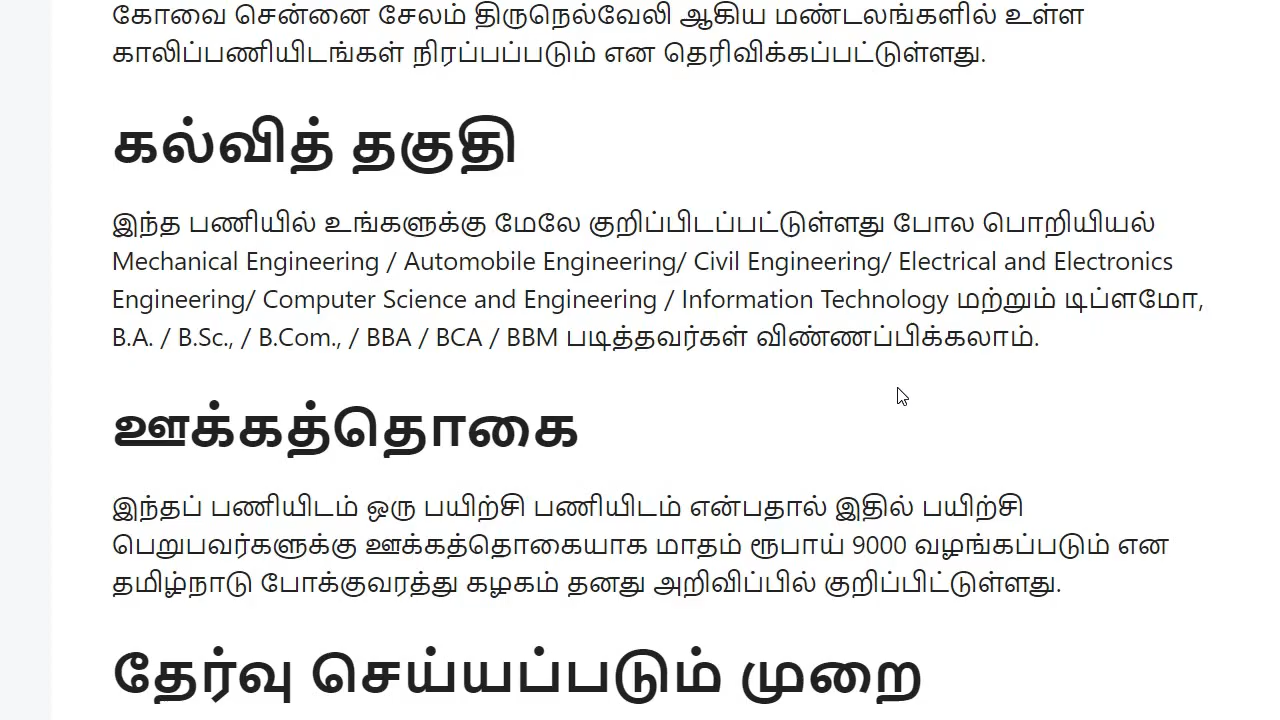 கோவை சென்னை சேலம் திருநெல்வேலி ஆகிய மண்டலங்களில் உள்ள
காலிப்பணியிடங்கள் நிரப்பப்படும் என தெரிவிக்கப்பட்டுள்ளது.
கல்வித் தகுதி
இந்த பணியில் உங்களுக்கு மேலே குறிப்பிடப்பட்டுள்ளது போல பொறியியல்
Mechanical Engineering / Automobile Engineering/ Civil Engineering/ Electrical and Electronics
Engineering/ Computer Science and Engineering / Information Technology மற்றும் டிப்ளமோ,
B.A. / B.Sc., / B.Com., / BBA / BCA / BBM படித்தவர்கள் விண்ணப்பிக்கலாம்.
ஊக்கத்தொகை
இந்தப் பணியிடம் ஒரு பயிற்சி பணியிடம் என்பதால் இதில் பயிற்சி
பெறுபவர்களுக்கு ஊக்கத்தொகையாக மாதம் ரூபாய் 9000 வழங்கப்படும் என
தமிழ்நாடு போக்குவரத்து கழகம் தனது அறிவிப்பில் குறிப்பிட்டுள்ளது.
தேர்வு செய்யப்படும் முறை